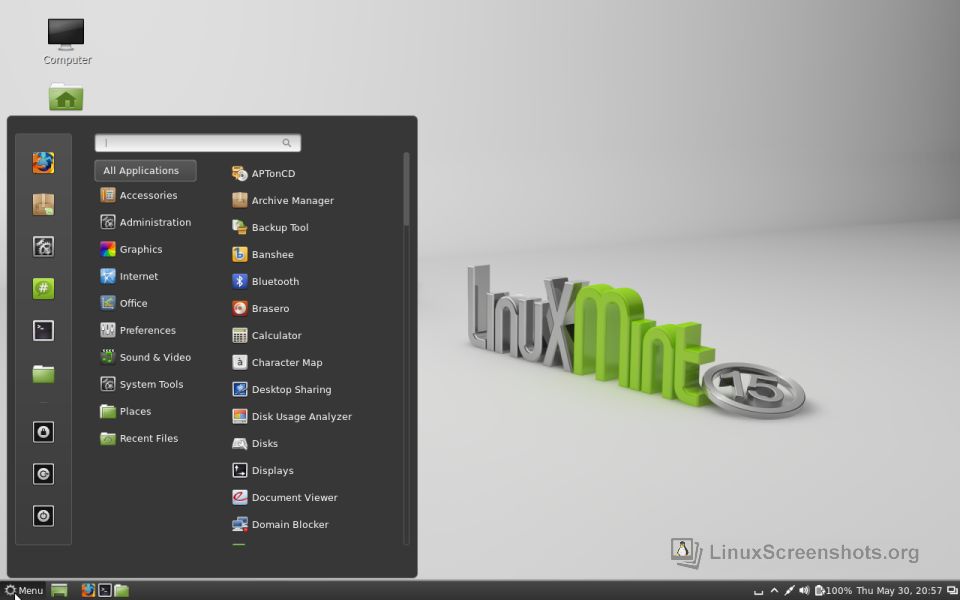 Computer
All Applications
Accessories
Administration
Graphics
Internet
Office
Preferences
Sound & Video
System Tools
Places
Recent Files
APTonCD
Archive Manager
Backup Tool
Banshee
Bluetooth
Brasero
Calculator
Character Map
Desktop Sharing
Disk Usage Analyzer
Disks
Displays
Document Viewer
Domain Blocker
LinuxMint
15
LinuxScreenshots.org
Menu
100% Thu May 30, 20:57